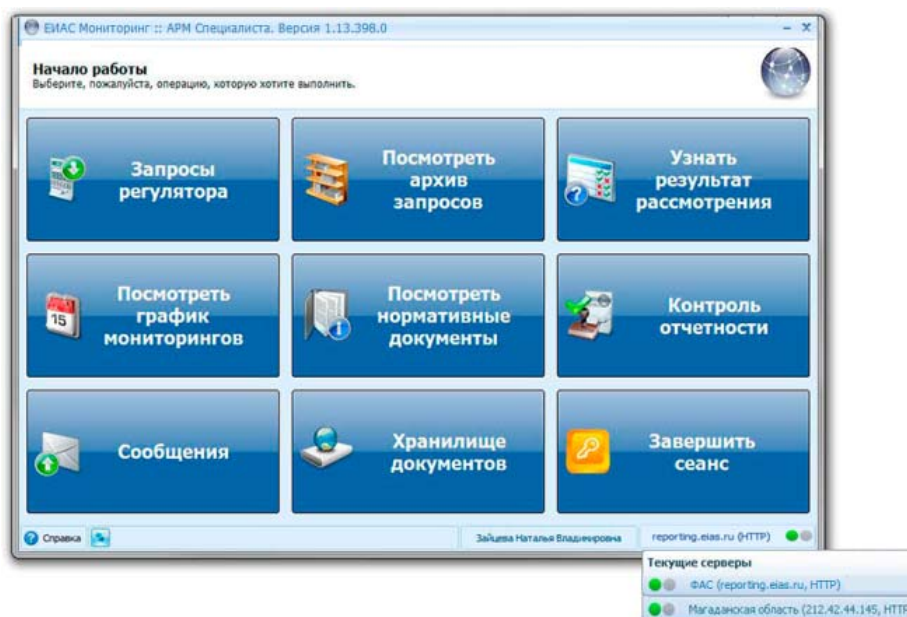 ЕИАС Мониторинг :: АРМ Специалиста. Версия 1.13.398.0
Начало работы
Выберите, пожалуйста, операцию, которую хотите выполнить.
Запросы
регулятора
Посмотреть
архив
запросов
Узнать
результат
рассмотрения
Посмотреть
график
мониторингов
15
Посмотреть
нормативные
документы
Контроль
отчетности
Сообщения
Хранилище
документов
Завершить
сеанс
Справка
Зайцева Наталья Владимировна
reporting.eias.ru (HTTP)
Текущие серверы
ФАС (reporting.eias.ru, HTTP)
Магаданская область (212.42.44.145, HTTP